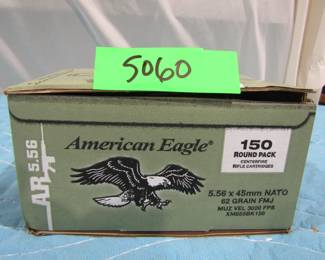 5060
American Eagle®
150
ROUND PACK
CENTERFIRE
RIFLE CARTRIDGES
AR 5.56
5.56 x 45mm NATO
62 GRAIN FMJ
MUZ VEL 3020 FPS
XM855BK150